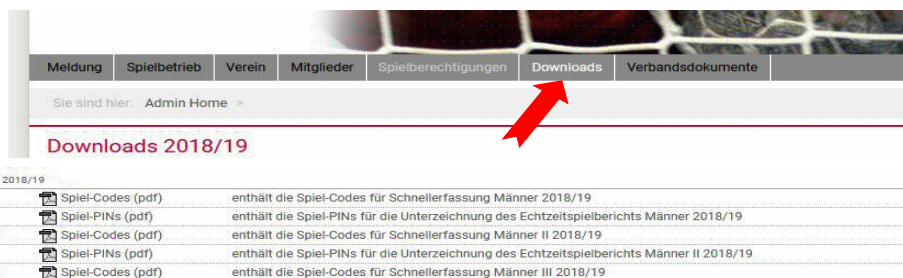 Meldung Spielbetrieb Verein Mitglieder Spielberechtigungen Downloads Verbandsdokumente
Sie sind hier: Admin Home >
Downloads 2018/19
2018/19
Spiel-Codes (pdf) enthält die Spiel-Codes für Schnellerfassung Männer 2018/19
Spiel-PINs (pdf) enthält die Spiel-PINs für die Unterzeichnung des Echtzeitspielberichts Männer 2018/19
Spiel-Codes (pdf) enthält die Spiel-Codes für Schnellerfassung Männer II 2018/19
Spiel-PINs (pdf) enthält die Spiel-PINs für die Unterzeichnung des Echtzeitspielberichts Männer II 2018/19
Spiel-Codes (pdf) enthält die Spiel-Codes für Schnellerfassung Männer III 2018/19